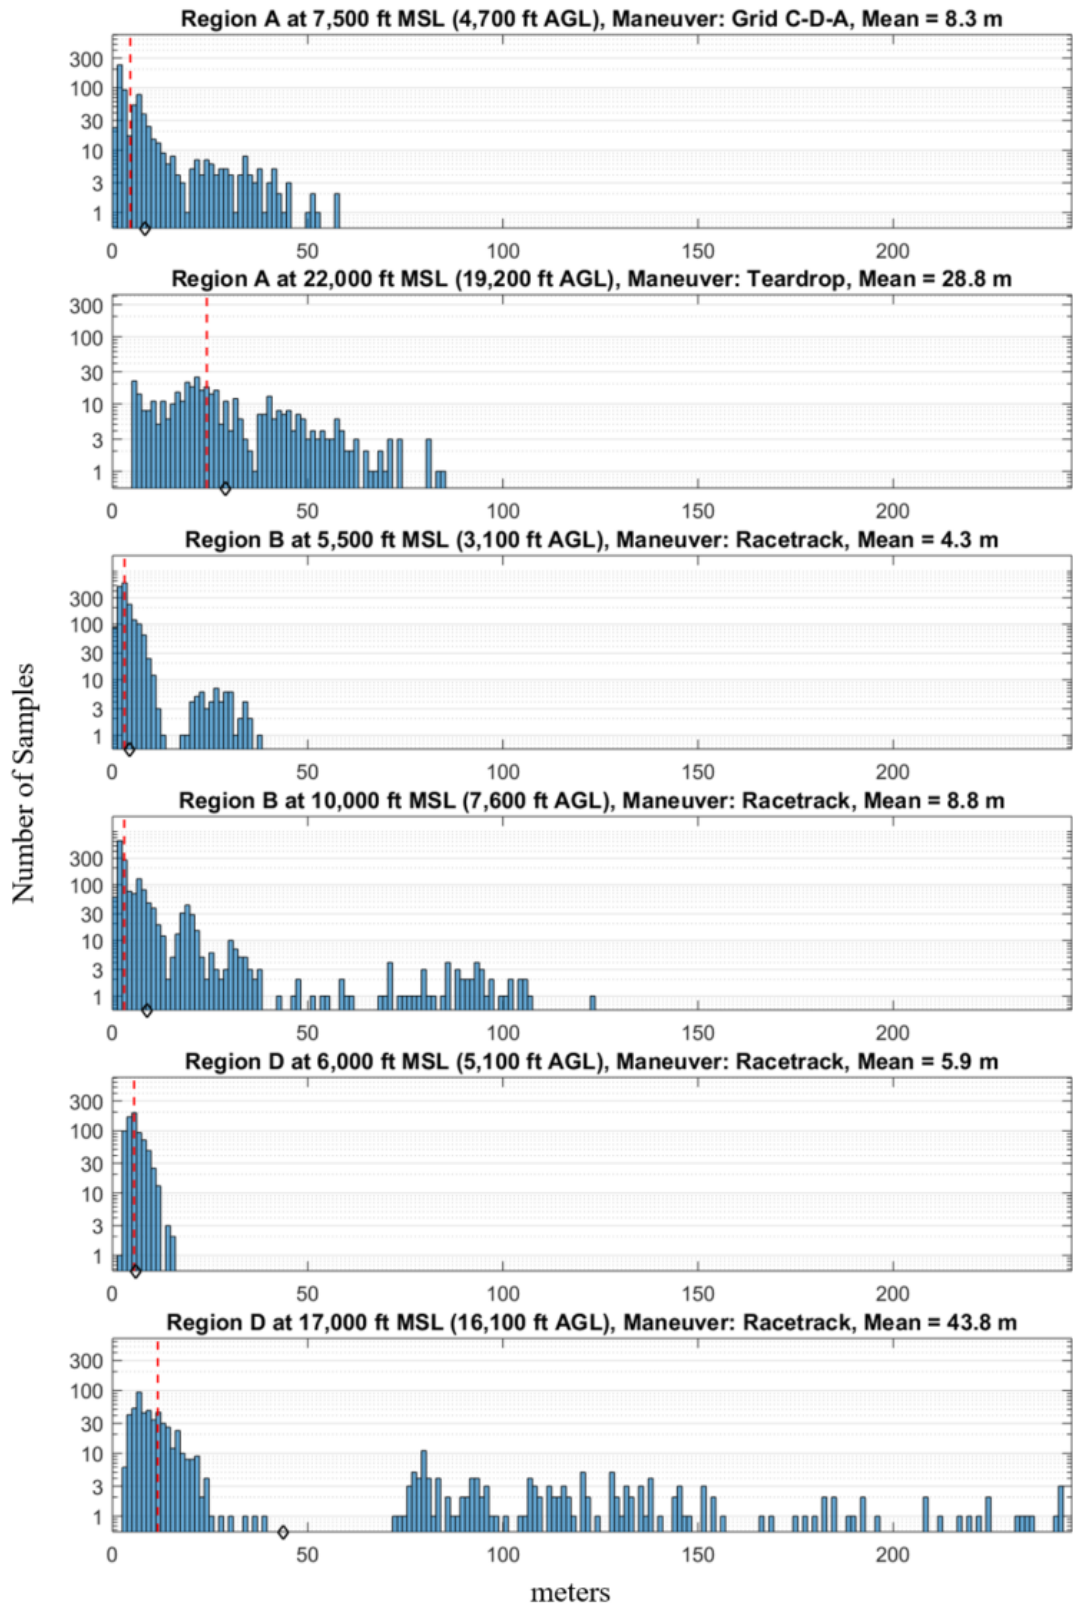 Region A at 7,500 ft MSL (4,700 ft AGL), Maneuver: Grid C-D-A, Mean = 8.3 m
300
100
30
10
3
1
0 50 100 150 200
Region A at 22,000 ft MSL (19,200 ft AGL), Maneuver: Teardrop, Mean = 28.8 m
300
100
30
10
3
1
0 50 100 150 200
Region B at 5,500 ft MSL (3,100 ft AGL), Maneuver: Racetrack, Mean = 4.3 m
300
100
30
10
3
1
0 50 100 150 200
Number of Samples
Region B at 10,000 ft MSL (7,600 ft AGL), Maneuver: Racetrack, Mean = 8.8 m
300
100
30
10
3
1
0 50 100 150 200
Region D at 6,000 ft MSL (5,100 ft AGL), Maneuver: Racetrack, Mean = 5.9 m
300
100
30
10
3
1
0 50 100 150 200
Region D at 17,000 ft MSL (16,100 ft AGL), Maneuver: Racetrack, Mean = 43.8 m
300
100
30
10
3
1
0 50 100 150 200
meters